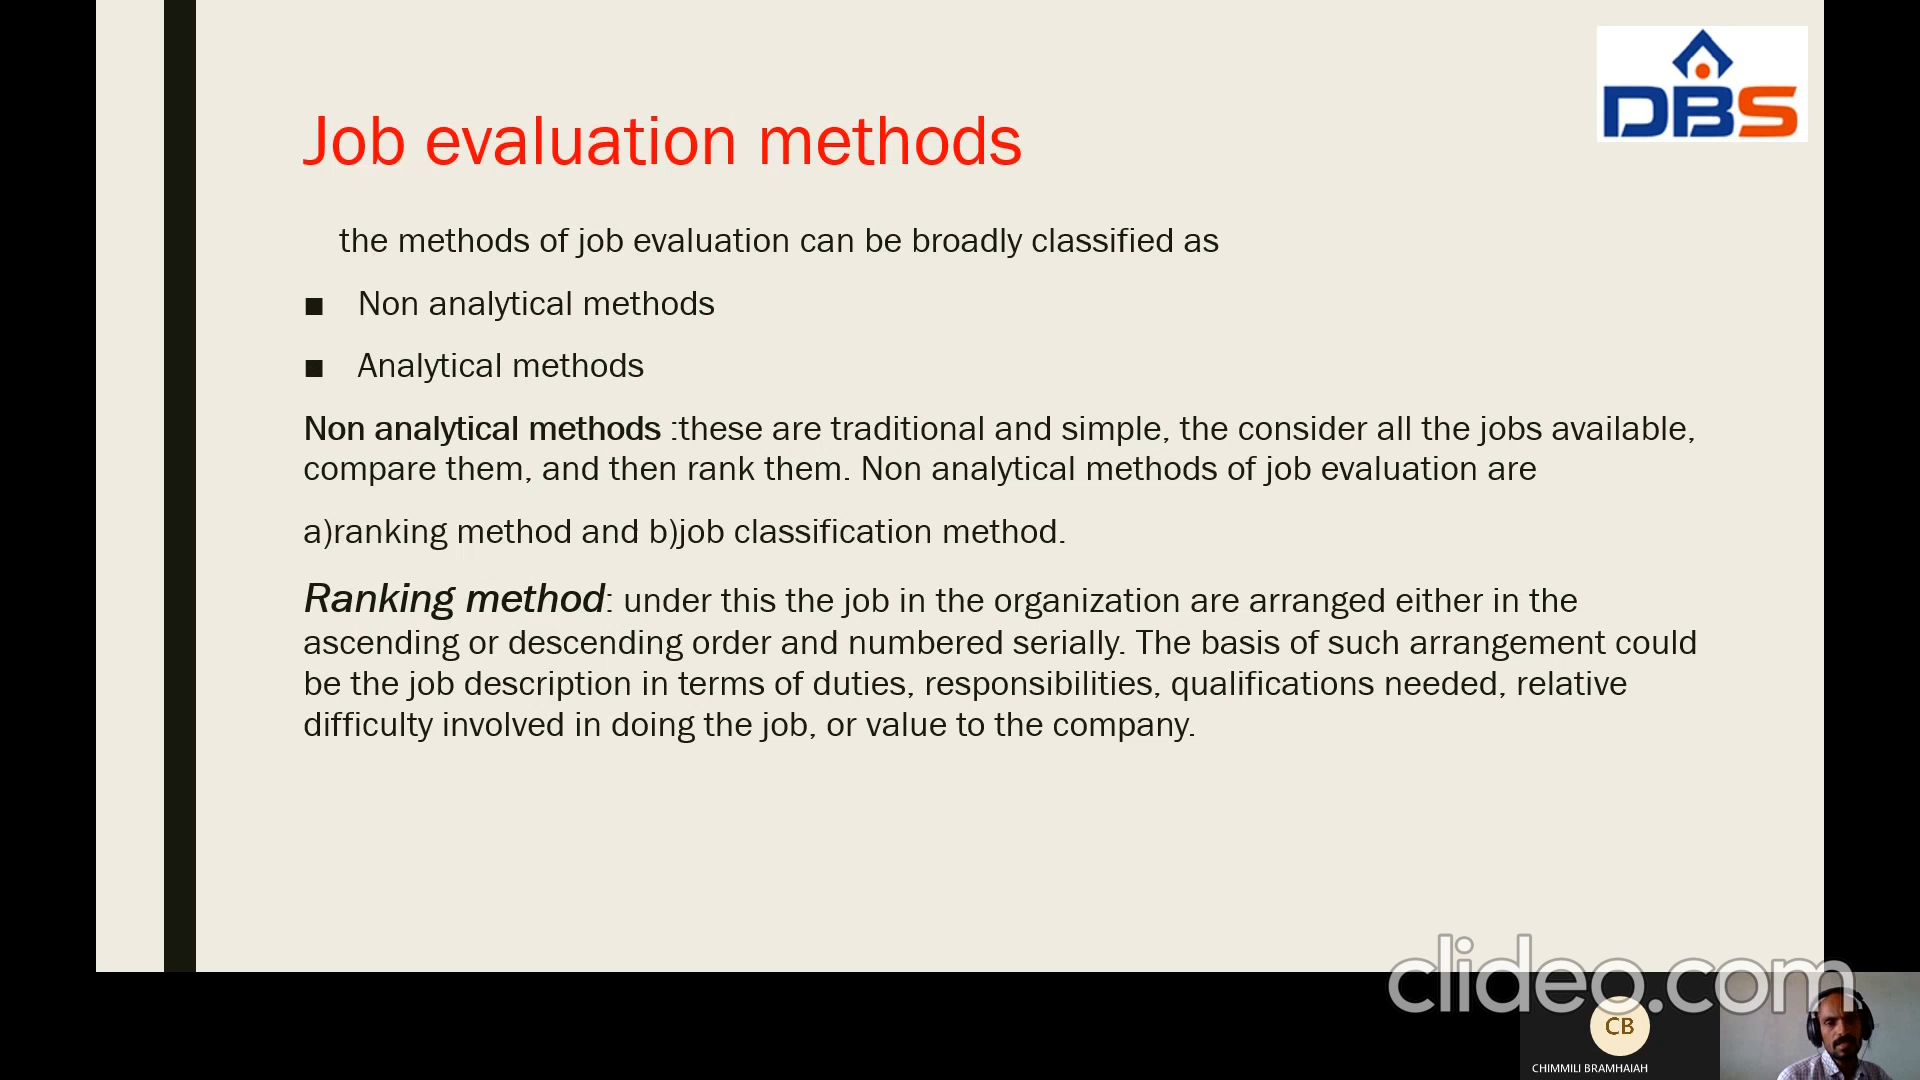 DBS
Job evaluation methods
the methods of job evaluation can be broadly classified as
■ Non analytical methods
■ Analytical methods
Non analytical methods :these are traditional and simple, the consider all the jobs available,
compare them, and then rank them. Non analytical methods of job evaluation are
a)ranking method and b)job classification method.
Ranking method: under this the job in the organization are arranged either in the
ascending or descending order and numbered serially. The basis of such arrangement could
be the job description in terms of duties, responsibilities, qualifications needed, relative
difficulty involved in doing the job, or value to the company.
clideo.com
CB
CHIMMILI BRAMHAIAH